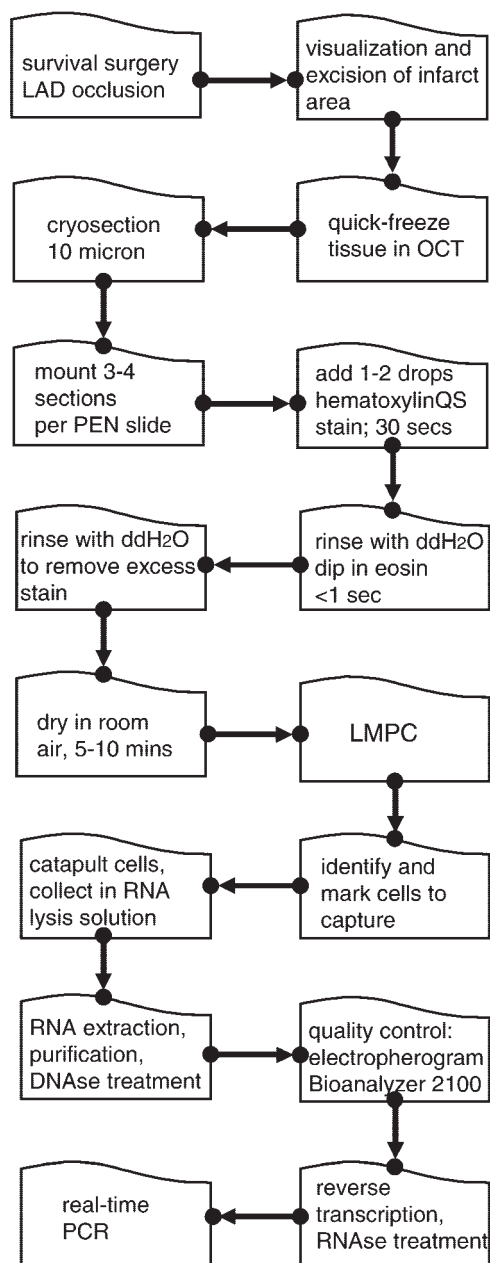 survival surgery
LAD occlusion
visualization and
excision of infarct
area
quick-freeze
tissue in OCT
cryosection
10 micron
mount 3-4
sections
per PEN slide
add 1-2 drops
hematoxylinQS
stain; 30 secs
rinse with ddH2O
dip in eosin
<1 sec
rinse with ddH2O
to remove excess
stain
dry in room
air, 5-10 mins
LMPC
identify and
mark cells to
capture
catapult cells,
collect in RNA
lysis solution
RNA extraction,
purification,
DNAse treatment
quality control:
electropherogram
Bioanalyzer 2100
reverse
transcription,
RNAse treatment
real-time
PCR